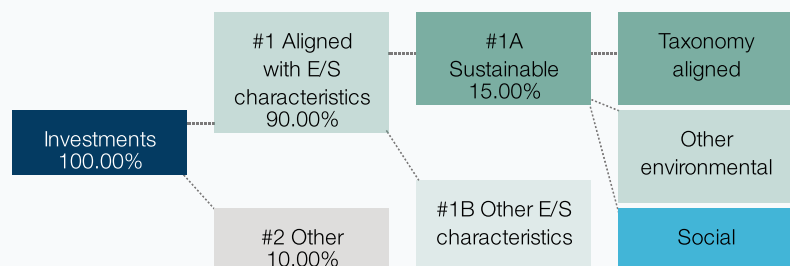 #1 Aligned
with E/S
characteristics
90.00%
#1A
Sustainable
15.00%
Taxonomy
aligned
Investments
100.00%
Other
environmental
#1B Other E/S
characteristics
#2 Other
10.00%
Social